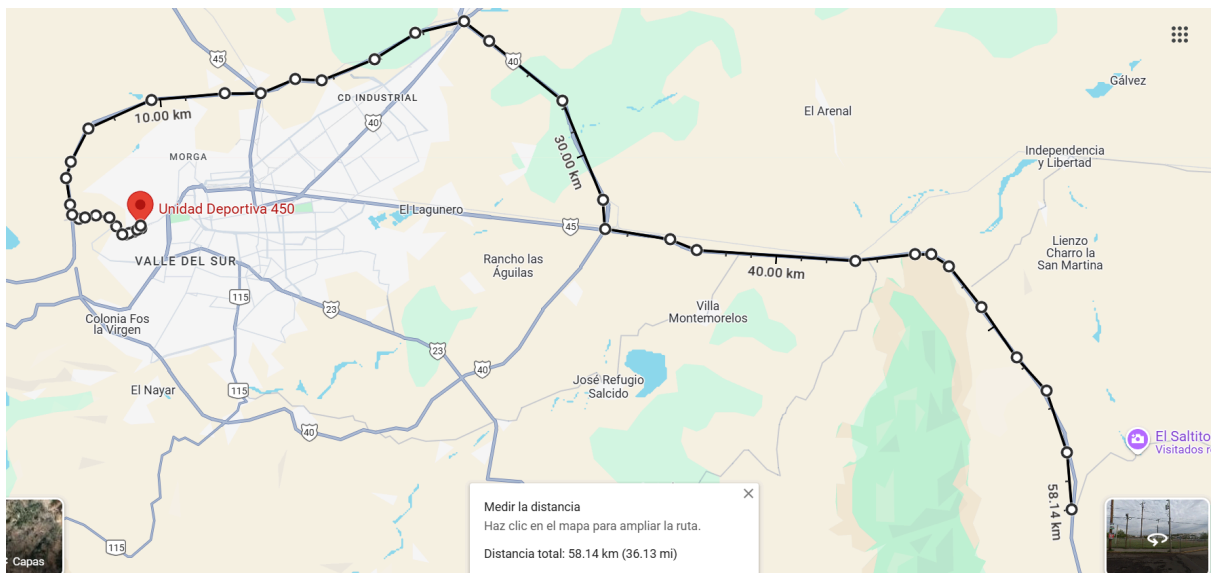 45
40
Gálvez
CD INDUSTRIAL
10.00 km
El Arenal
40
30.00 km
MORGA
Independencia
y Libertad
Unidad Deportiva 450
El Lagunero
45
VALLE DEL SUR
Rancho las
Águilas
40.00 km
Lienzo
Charro la
San Martina
115
23
Villa
Montemorelos
Colonia Fos
la Virgen
23
40
José Refugio
Salcido
El Nayar
115
40
El Saltito
Visitados r
58.14 km
Medir la distancia
Haz clic en el mapa para ampliar la ruta.
Distancia total: 58.14 km (36.13 mi)
115
Capas